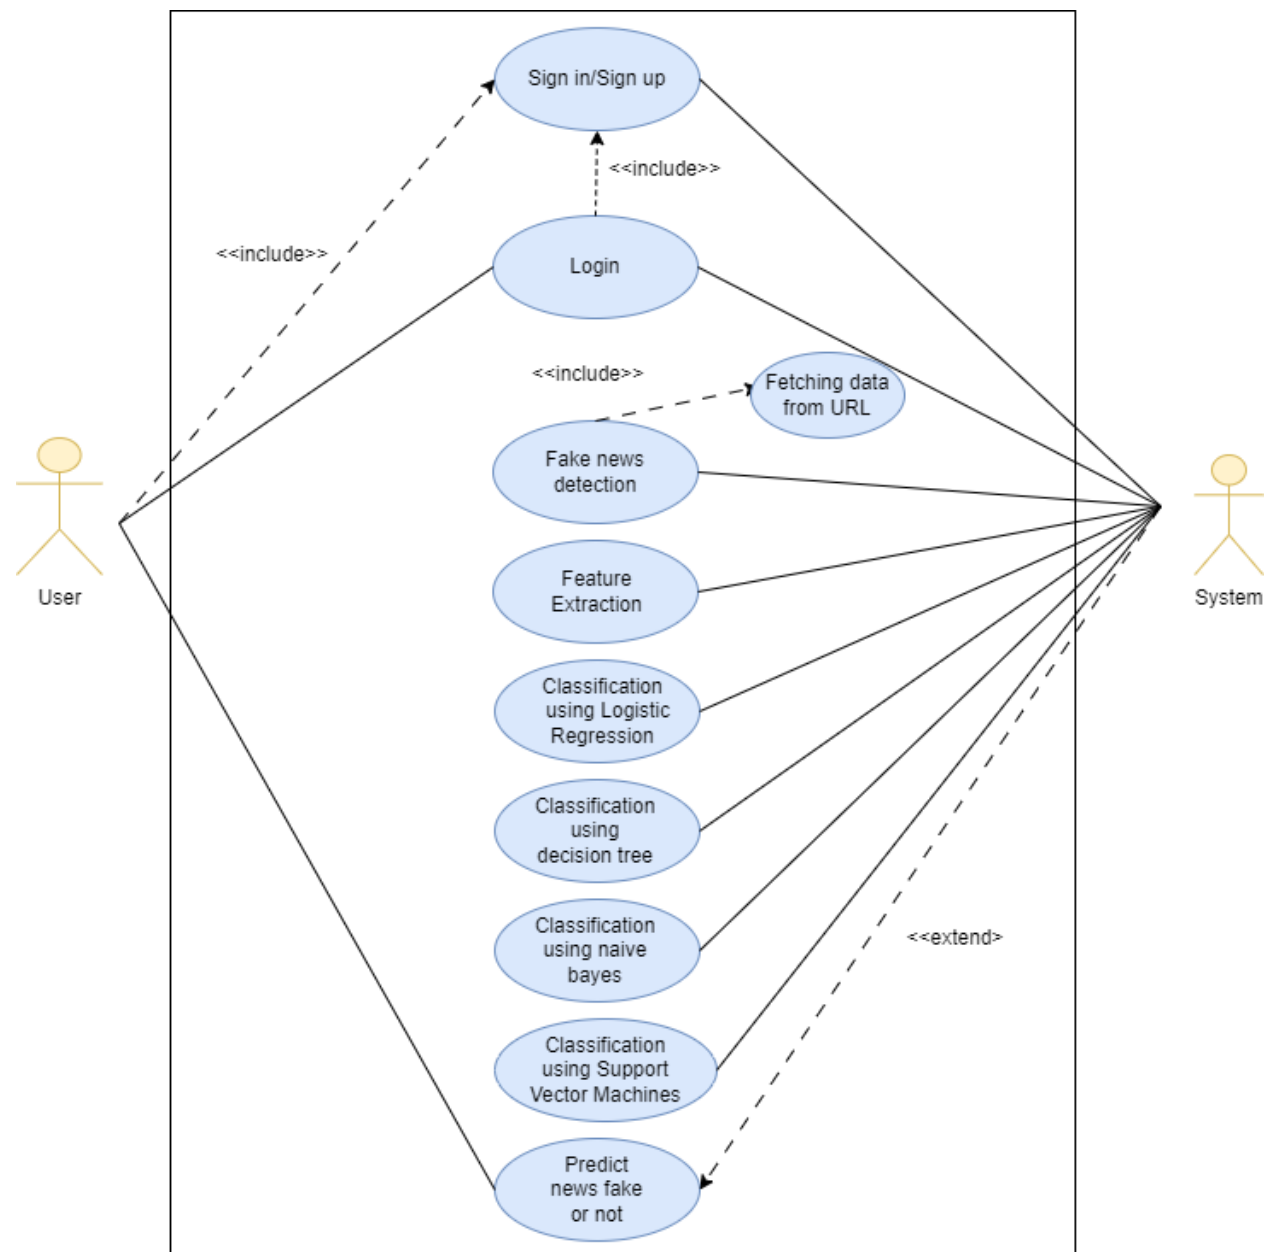 Sign in/Sign up
<<include>>
<<include>>
Login
<<include>>
Fetching data
from URL
Fake news
detection
User
System
Feature
Extraction
Classification
using Logistic
Regression
Classification
using
decision tree
Classification
using naive
bayes
<<extend>
Classification
using Support
Vector Machines
Predict
news fake
or not